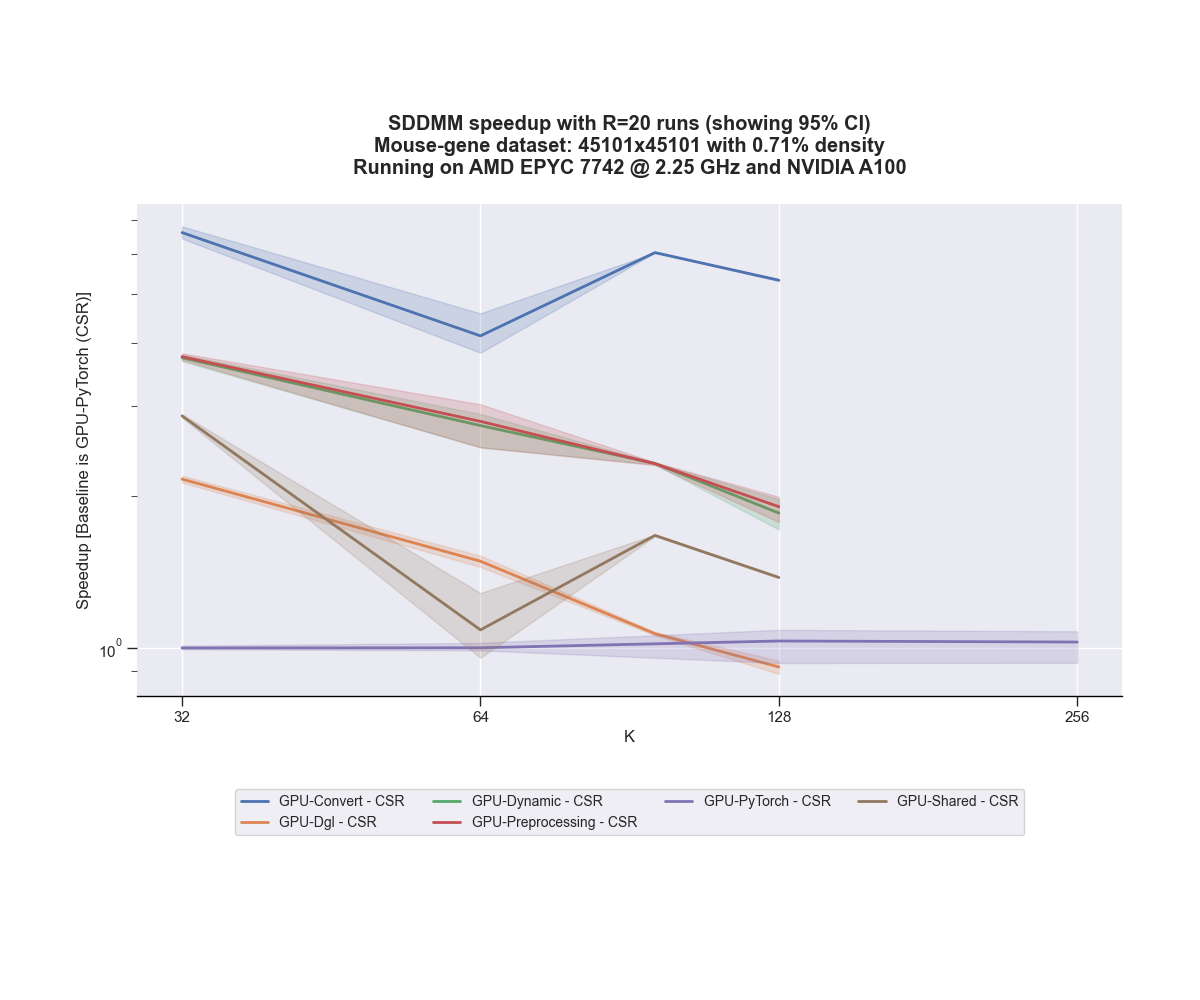 SDDMM speedup with R=20 runs (showing 95% CI)
Mouse-gene dataset: 45101x45101 with 0.71% density
Running on AMD EPYC 7742 @ 2.25 GHz and NVIDIA A100
Speedup [Baseline is GPU-PyTorch (CSR)]
10⁰
32 64 128 256
K
GPU-Convert - CSR GPU-Dynamic - CSR GPU-PyTorch - CSR GPU-Shared - CSR
GPU-Dgl - CSR GPU-Preprocessing - CSR